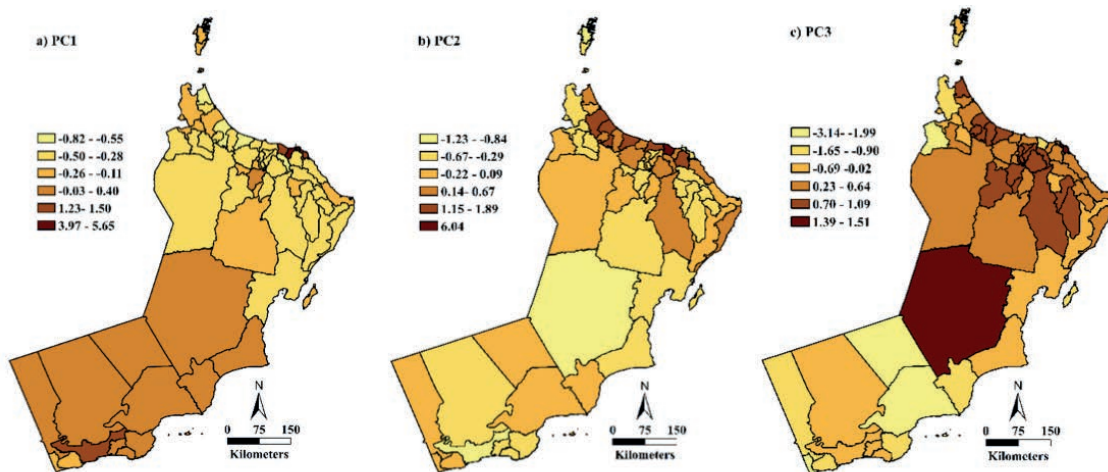 a) PC1
-0.82 - -0.55
-0.50 - -0.28
-0.26 - -0.11
-0.03 - 0.40
1.23 - 1.50
3.97 - 5.65
N
0 75 150
Kilometers
b) PC2
-1.23 - -0.84
-0.67 - -0.29
-0.22 - 0.09
0.14- 0.67
1.15 - 1.89
6.04
N
0 75 150
Kilometers
c) PC3
-3.14- -1.99
-1.65 - -0.90
-0.69 -0.02
0.23 - 0.64
0.70 - 1.09
1.39 - 1.51
N
0 75 150
Kilometers